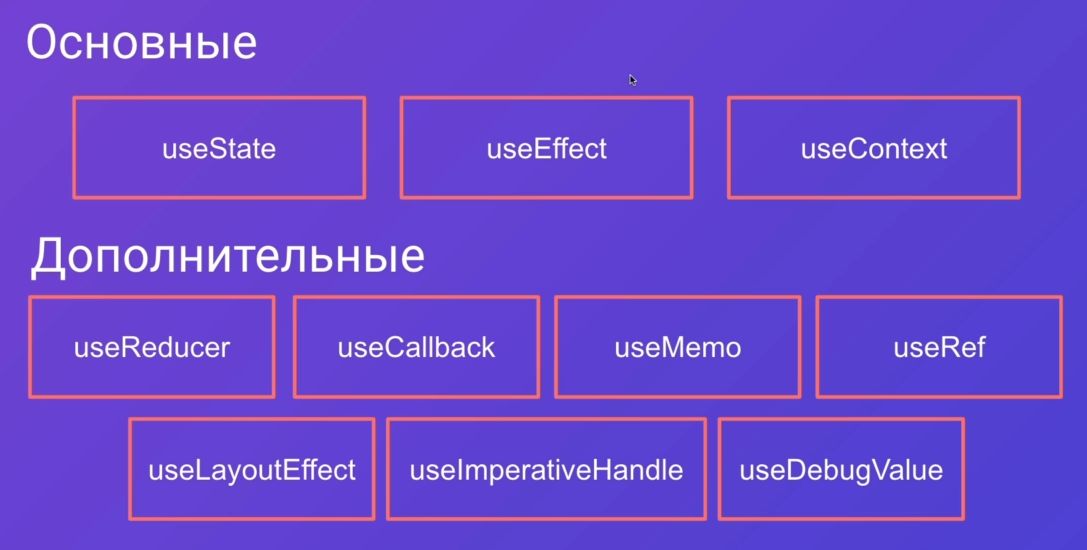 Основные
useState useEffect useContext
Дополнительные
useReducer useCallback useMemo useRef
useLayoutEffect useImperativeHandle useDebugValue